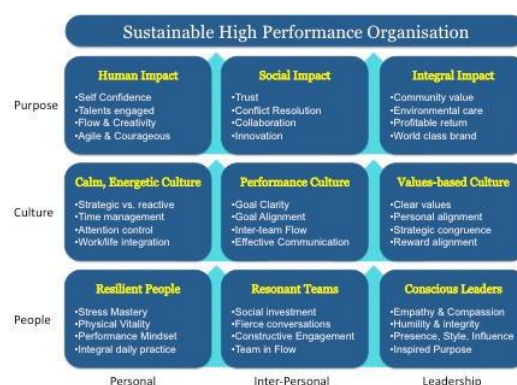 Sustainable High Performance Organisation
Purpose
Human Impact
•Self Confidence
•Talents engaged
•Flow & Creativity
•Agile & Courageous
Social Impact
•Trust
•Conflict Resolution
•Collaboration
•Innovation
Integral Impact
•Community value
•Environmental care
•Profitable return
•World class brand
Culture
Calm, Energetic Culture
•Strategic vs. reactive
•Time management
•Attention control
•Work/life integration
Performance Culture
•Goal Clarity
•Goal Alignment
•Inter-team Flow
•Effective Communication
Values-based Culture
•Clear values
•Personal alignment
•Strategic congruence
•Reward alignment
People
Resilient People
•Stress Mastery
•Physical Vitality
•Performance Mindset
•Integral daily practice
Resonant Teams
•Social investment
•Fierce conversations
•Constructive Engagement
•Team in Flow
Conscious Leaders
•Empathy & Compassion
•Humility & integrity
•Presence, Style, Influence
•Inspired Purpose
Personal
Inter-Personal
Leadership